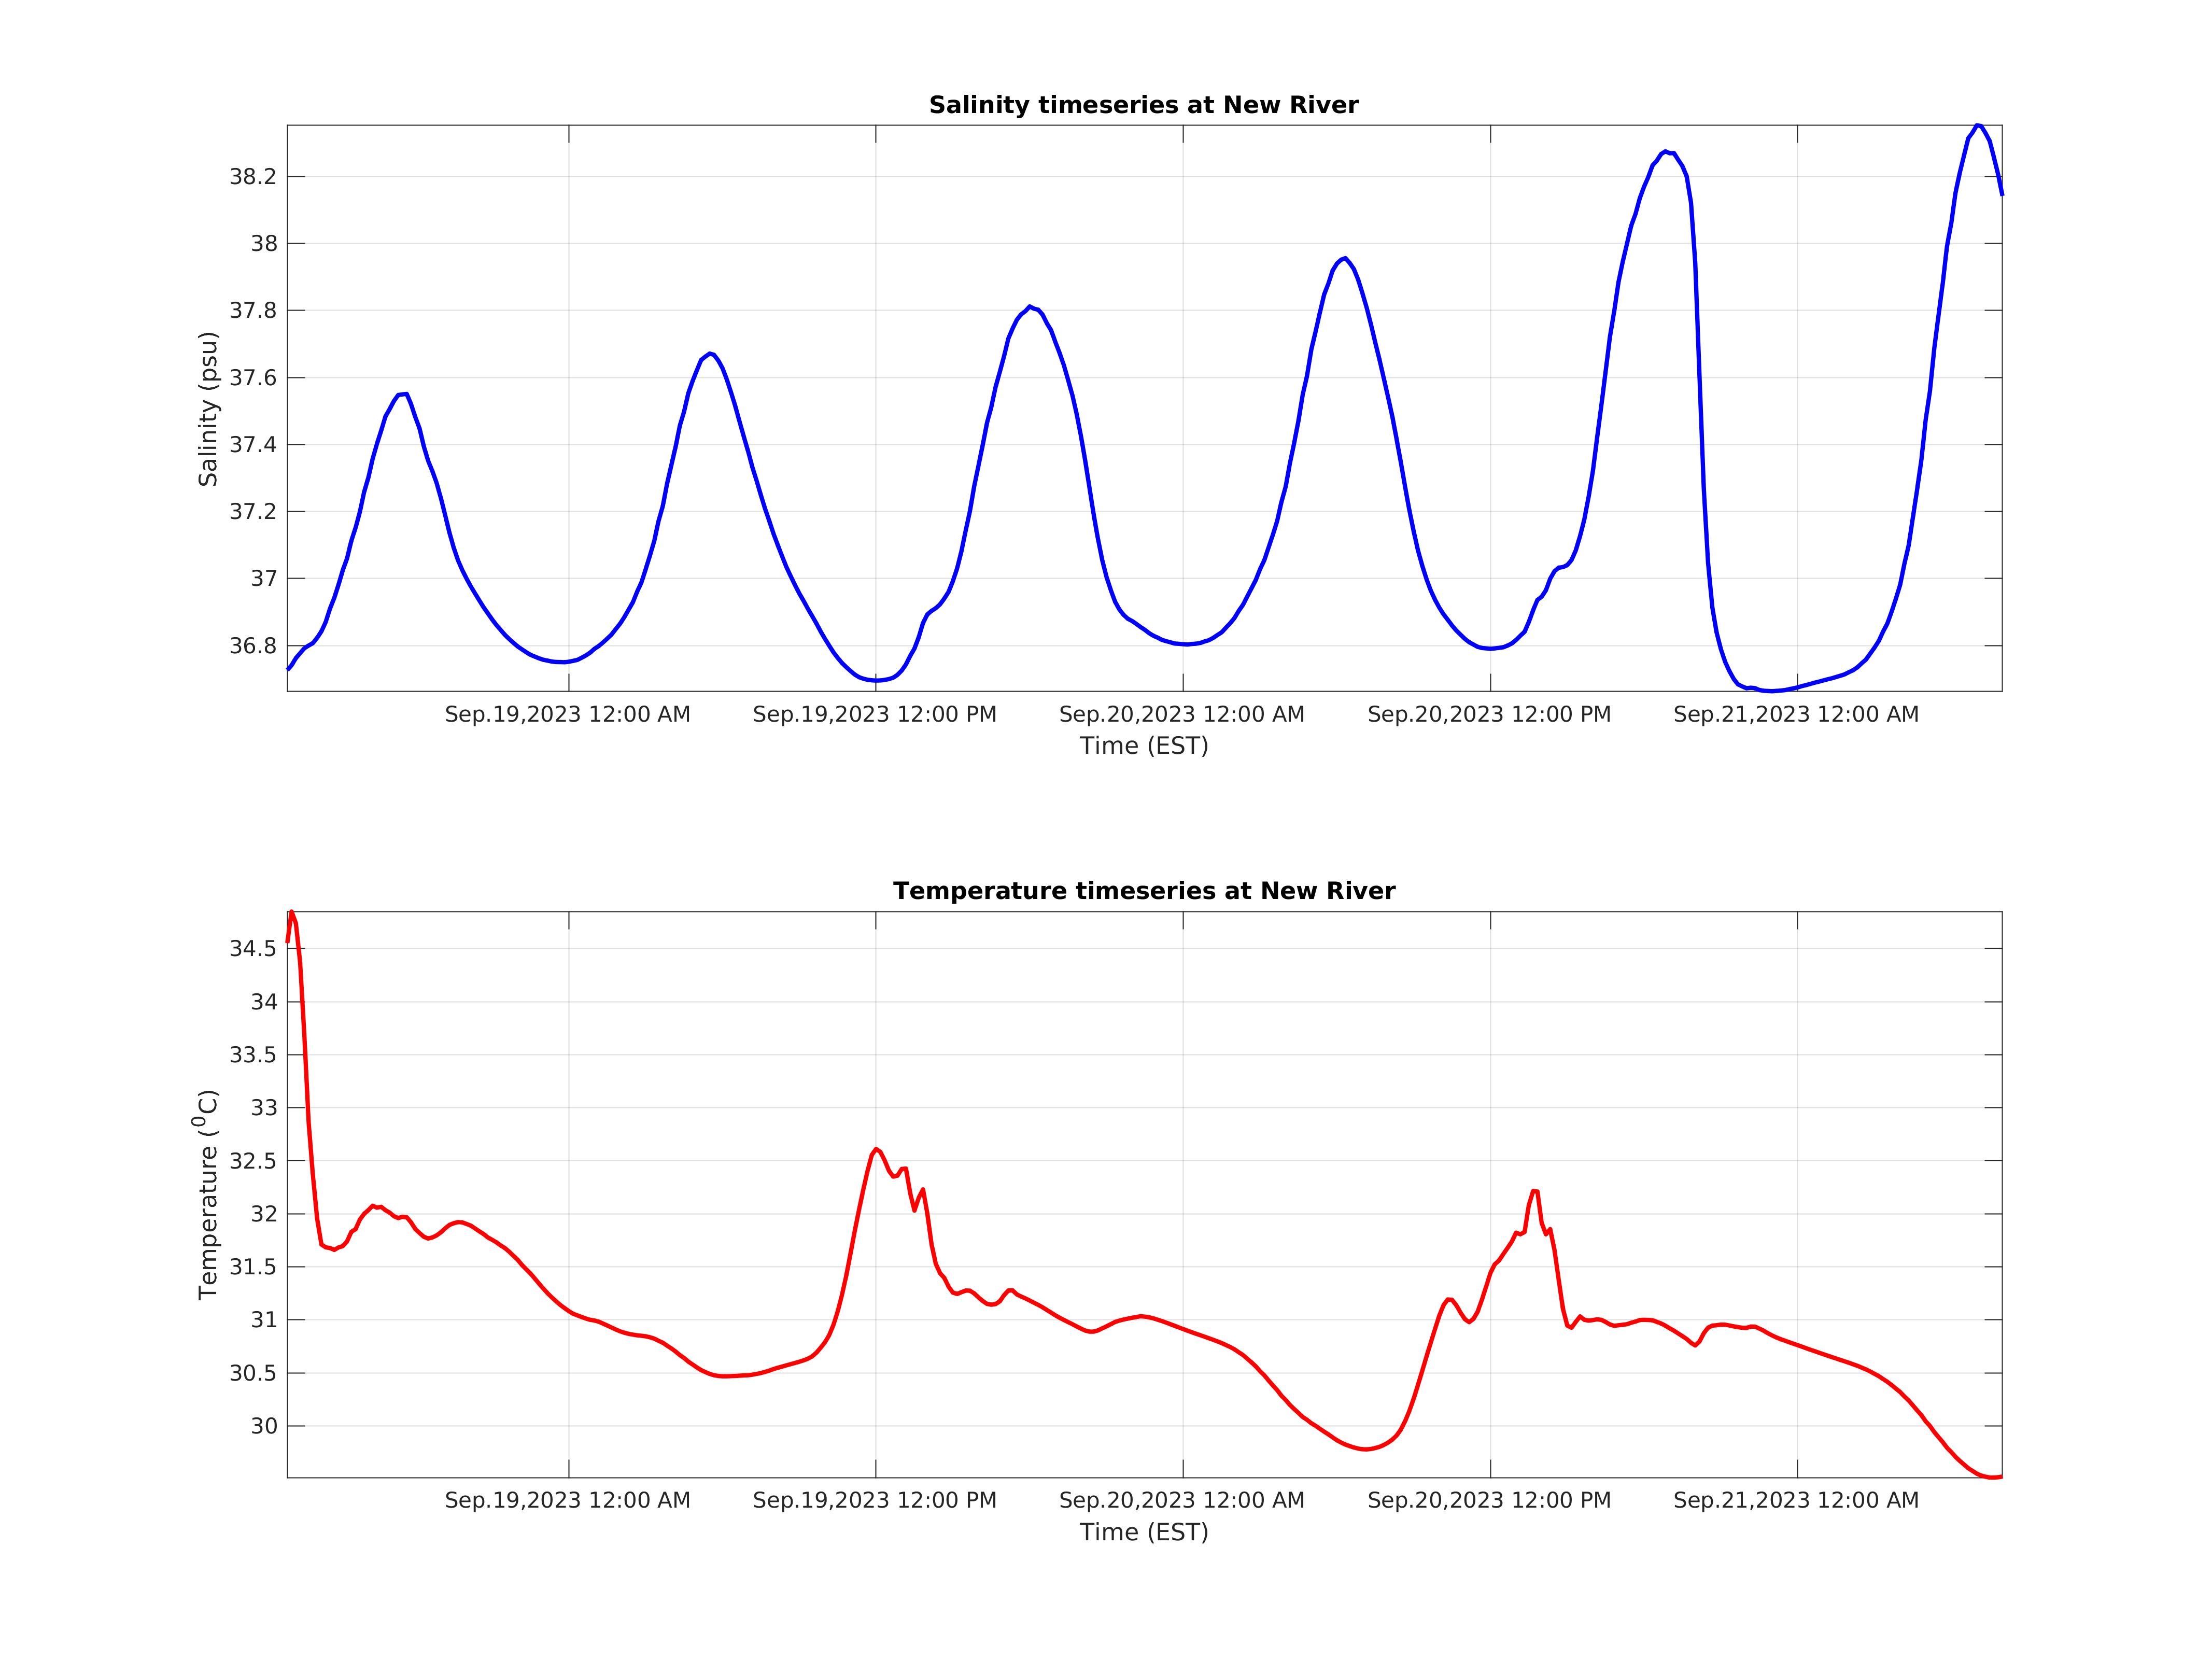 Salinity timeseries at New River
Salinity (psu)
38.2
38
37.8
37.6
37.4
37.2
37
36.8
Sep.19,2023 12:00 AM Sep.19,2023 12:00 PM Sep.20,2023 12:00 AM Sep.20,2023 12:00 PM Sep.21,2023 12:00 AM
Time (EST)
Temperature timeseries at New River
Temperature (⁰C)
34.5
34
33.5
33
32.5
32
31.5
31
30.5
30
Sep.19,2023 12:00 AM Sep.19,2023 12:00 PM Sep.20,2023 12:00 AM Sep.20,2023 12:00 PM Sep.21,2023 12:00 AM
Time (EST)